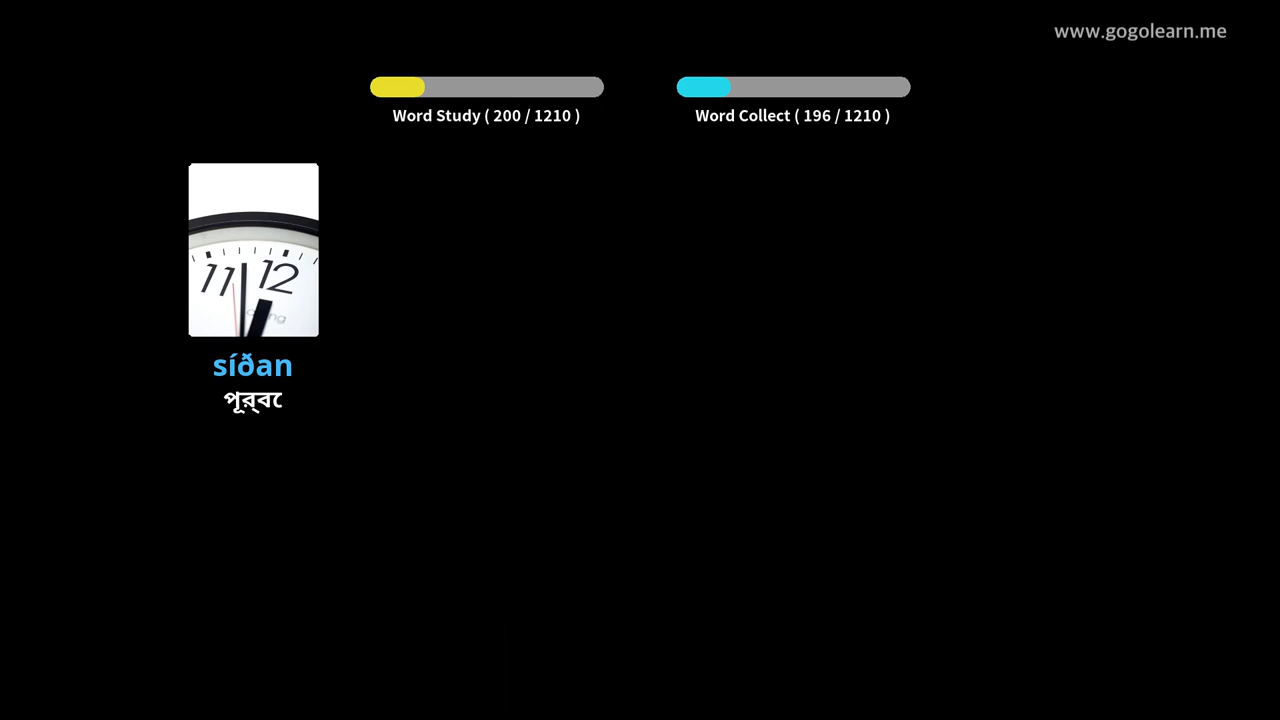 www.gogolearn.me
Word Study ( 200 / 1210 )
Word Collect ( 196 / 1210 )
11 12
síðan
পূর্বে